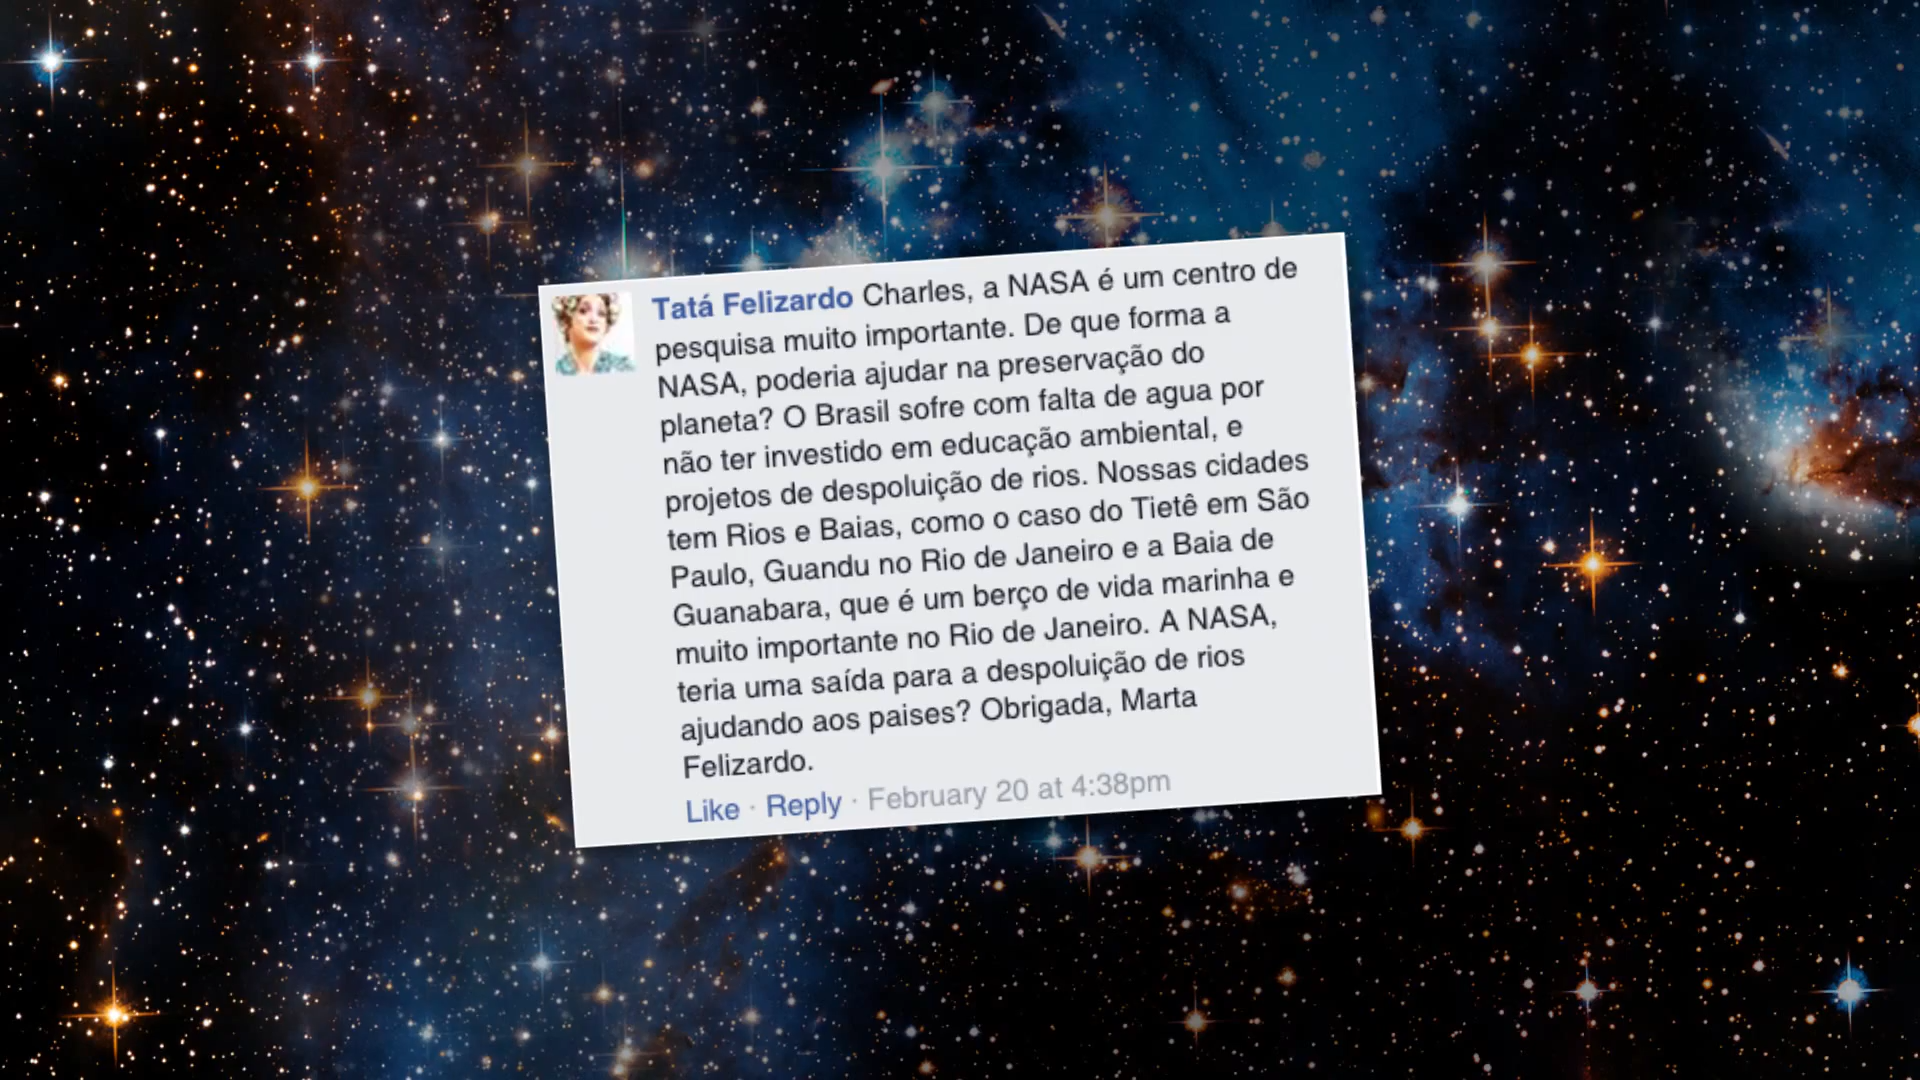 Tatá Felizardo Charles, a NASA é um centro de
pesquisa muito importante. De que forma a
NASA, poderia ajudar na preservação do
planeta? O Brasil sofre com falta de agua por
não ter investido em educação ambiental, e
projetos de despoluição de rios. Nossas cidades
tem Rios e Baias, como o caso do Tietê em São
Paulo, Guandu no Rio de Janeiro e a Baia de
Guanabara, que é um berço de vida marinha e
muito importante no Rio de Janeiro. A NASA,
teria uma saída para a despoluição de rios
ajudando aos paises? Obrigada, Marta
Felizardo.
Like · Reply · February 20 at 4:38pm